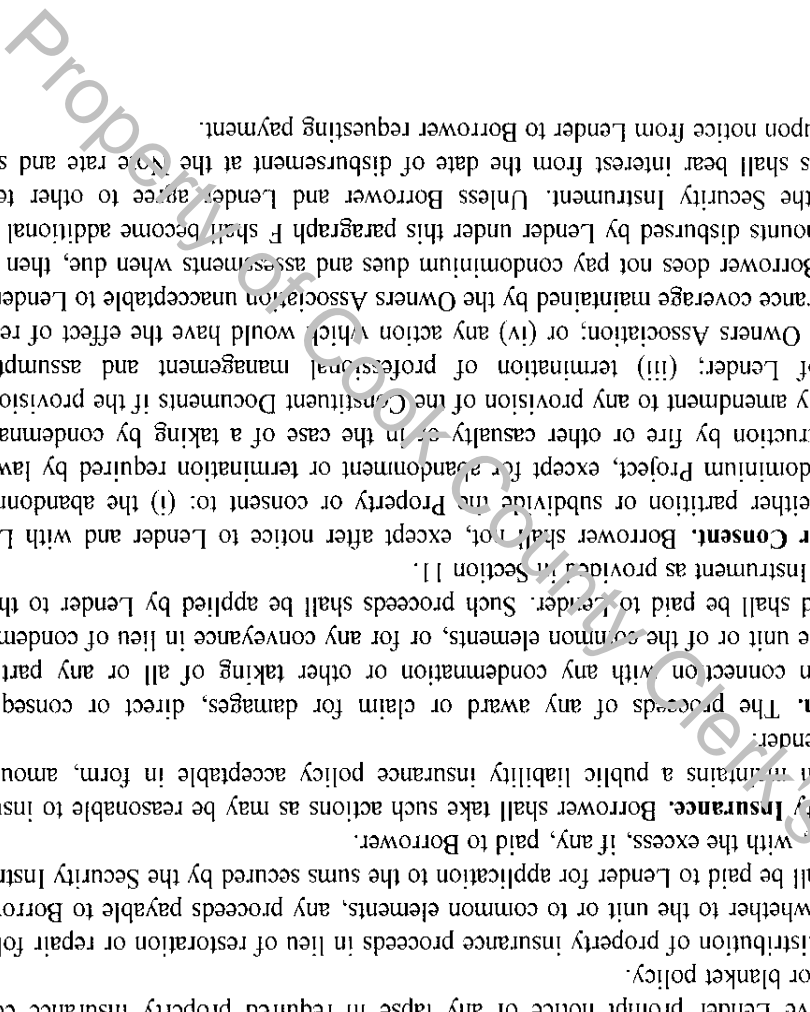 ve Lender prompt notice of any lapse in required property insurance co
or blanket policy.
istribution of property insurance proceeds in lieu of restoration or repair fol
whether to the unit or to common elements, any proceeds payable to Borro
all be paid to Lender for application to the sums secured by the Security Instr
, with the excess, if any, paid to Borrower.
ty Insurance. Borrower shall take such actions as may be reasonable to insu
n maintains a public liability insurance policy acceptable in form, amoun
ender.
n. The proceeds of any award or claim for damages, direct or conseq
n connection with any condemnation or other taking of all or any part
e unit or of the common elements, or for any conveyance in lieu of condem
d shall be paid to Lender. Such proceeds shall be applied by Lender to th
Instrument as provided in Section 11.
r Consent. Borrower shall not, except after notice to Lender and with L
either partition or subdivide the Property or consent to: (i) the abandonn
dominium Project, except for abandonment or termination required by law
ruction by fire or other casualty or in the case of a taking by condemna
y amendment to any provision of the Constituent Documents if the provisio
of Lender; (iii) termination of professional management and assumpt
Owners Association; or (iv) any action which would have the effect of re
rance coverage maintained by the Owners Association unacceptable to Lender
Borrower does not pay condominium dues and assessments when due, then
mounts disbursed by Lender under this paragraph F shall become additional
the Security Instrument. Unless Borrower and Lender agree to other te
s shall bear interest from the date of disbursement at the Note rate and s
upon notice from Lender to Borrower requesting payment.
Property of Cook County Clerk's